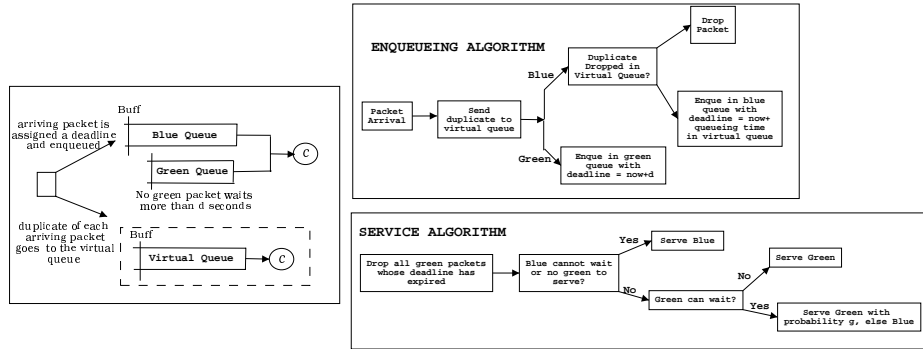 arriving packet is
assigned a deadline
and enqueued
Buff
Blue Queue
Green Queue
C
No green packet waits
more than d seconds
duplicate of each
arriving packet
goes to the virtual
queue
Buff
Virtual Queue
C
ENQUEUEING ALGORITHM
Packet
Arrival
Send
duplicate to
virtual queue
Blue
Green
Duplicate
Dropped in
Virtual Queue?
Drop
Packet
Enque in blue
queue with
deadline = now+
queueing time
in virtual queue
Enque in green
queue with
deadline = now+d
SERVICE ALGORITHM
Drop all green packets
whose deadline has
expired
Blue cannot wait
or no green to
serve?
Yes
Serve Blue
No
Green can wait?
No
Serve Green
Yes
Serve Green with
probability g, else Blue